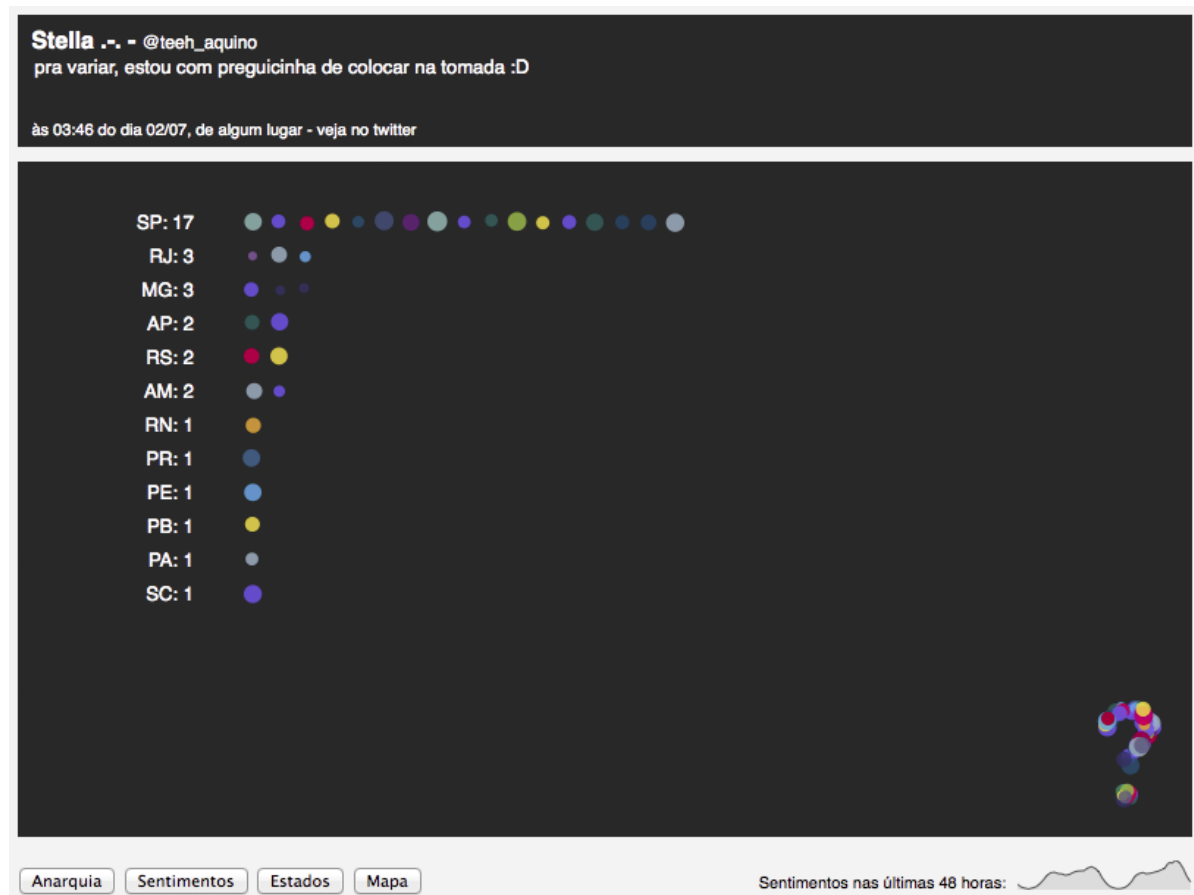 Stella .-. - @teeh_aquino
pra variar, estou com preguicinha de colocar na tomada :D
às 03:46 do dia 02/07, de algum lugar - veja no twitter
SP: 17
RJ: 3
MG: 3
AP: 2
RS: 2
AM: 2
RN: 1
PR: 1
PE: 1
PB: 1
PA: 1
SC: 1
?
Anarquia Sentimentos Estados Mapa
Sentimentos nas últimas 48 horas: